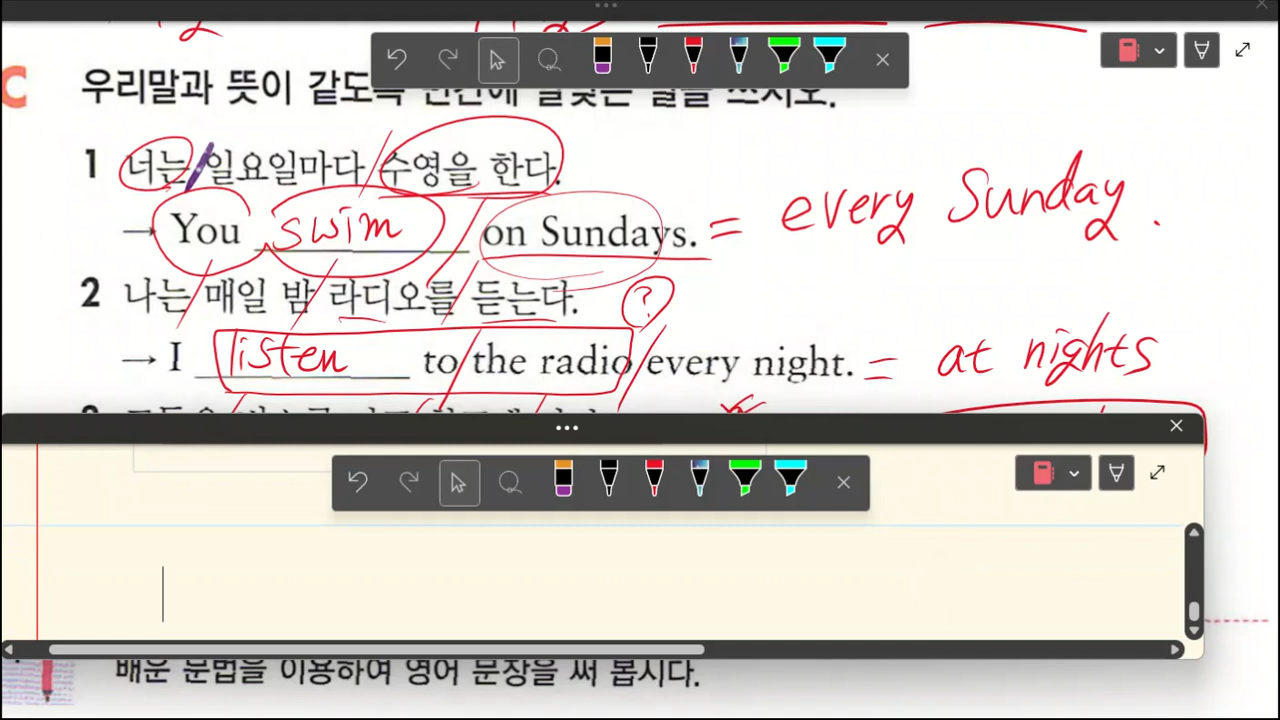 C 우리말과 뜻이 같도록 빈칸에 알맞은 말을 쓰시오.
1 너는 일요일마다 수영을 한다.
→ You swim on Sundays. = every Sunday.
2 나는 매일 밤 라디오를 듣는다. ?
→ I listen to the radio every night. = at nights
배운 문법을 이용하여 영어 문장을 써 봅시다.